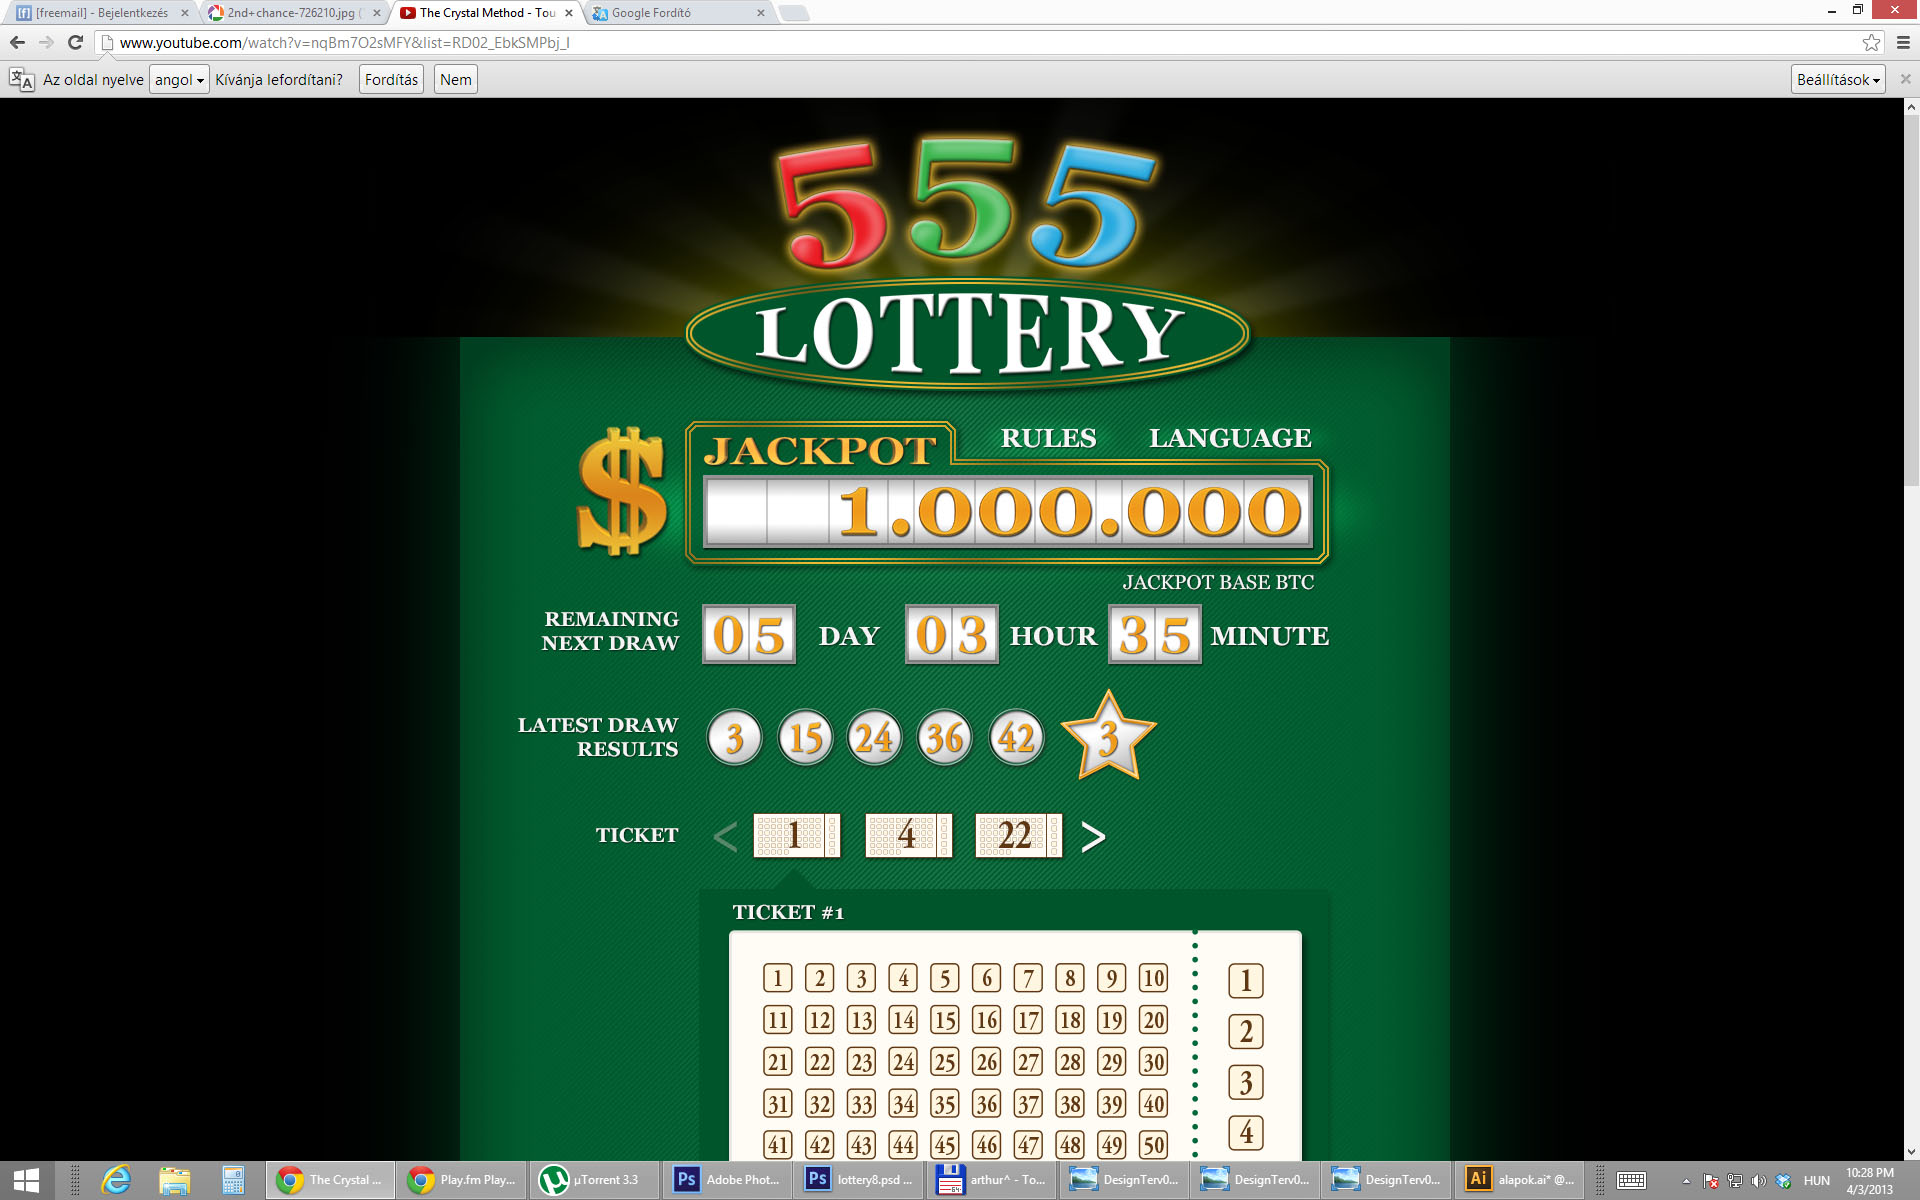 [freemail] - Bejelentkezés
2nd+chance-726210.jpg (
The Crystal Method - Tou
Google Fordító
www.youtube.com/watch?v=nqBm7O2sMFY&list=RD02_EbkSMPbj_I
Az oldal nyelve angol Kívánja lefordítani? Fordítás Nem Beállítások
555
LOTTERY
JACKPOT RULES LANGUAGE
$ 1.000.000
JACKPOT BASE BTC
REMAINING
NEXT DRAW
05 DAY 03 HOUR 35 MINUTE
LATEST DRAW
RESULTS
3 15 24 36 42 3
TICKET < 1 4 22 >
TICKET #1
1 2 3 4 5 6 7 8 9 10 1
11 12 13 14 15 16 17 18 19 20 2
21 22 23 24 25 26 27 28 29 30 3
31 32 33 34 35 36 37 38 39 40 4
41 42 43 44 45 46 47 48 49 50
The Crystal ...
Play.fm Play...
µTorrent 3.3
Ps Adobe Phot...
Ps lottery8.psd ...
arthur^ - To...
DesignTerv0...
DesignTerv0...
DesignTerv0...
Ai alapok.ai* @...
HUN
10:28 PM
4/3/2013